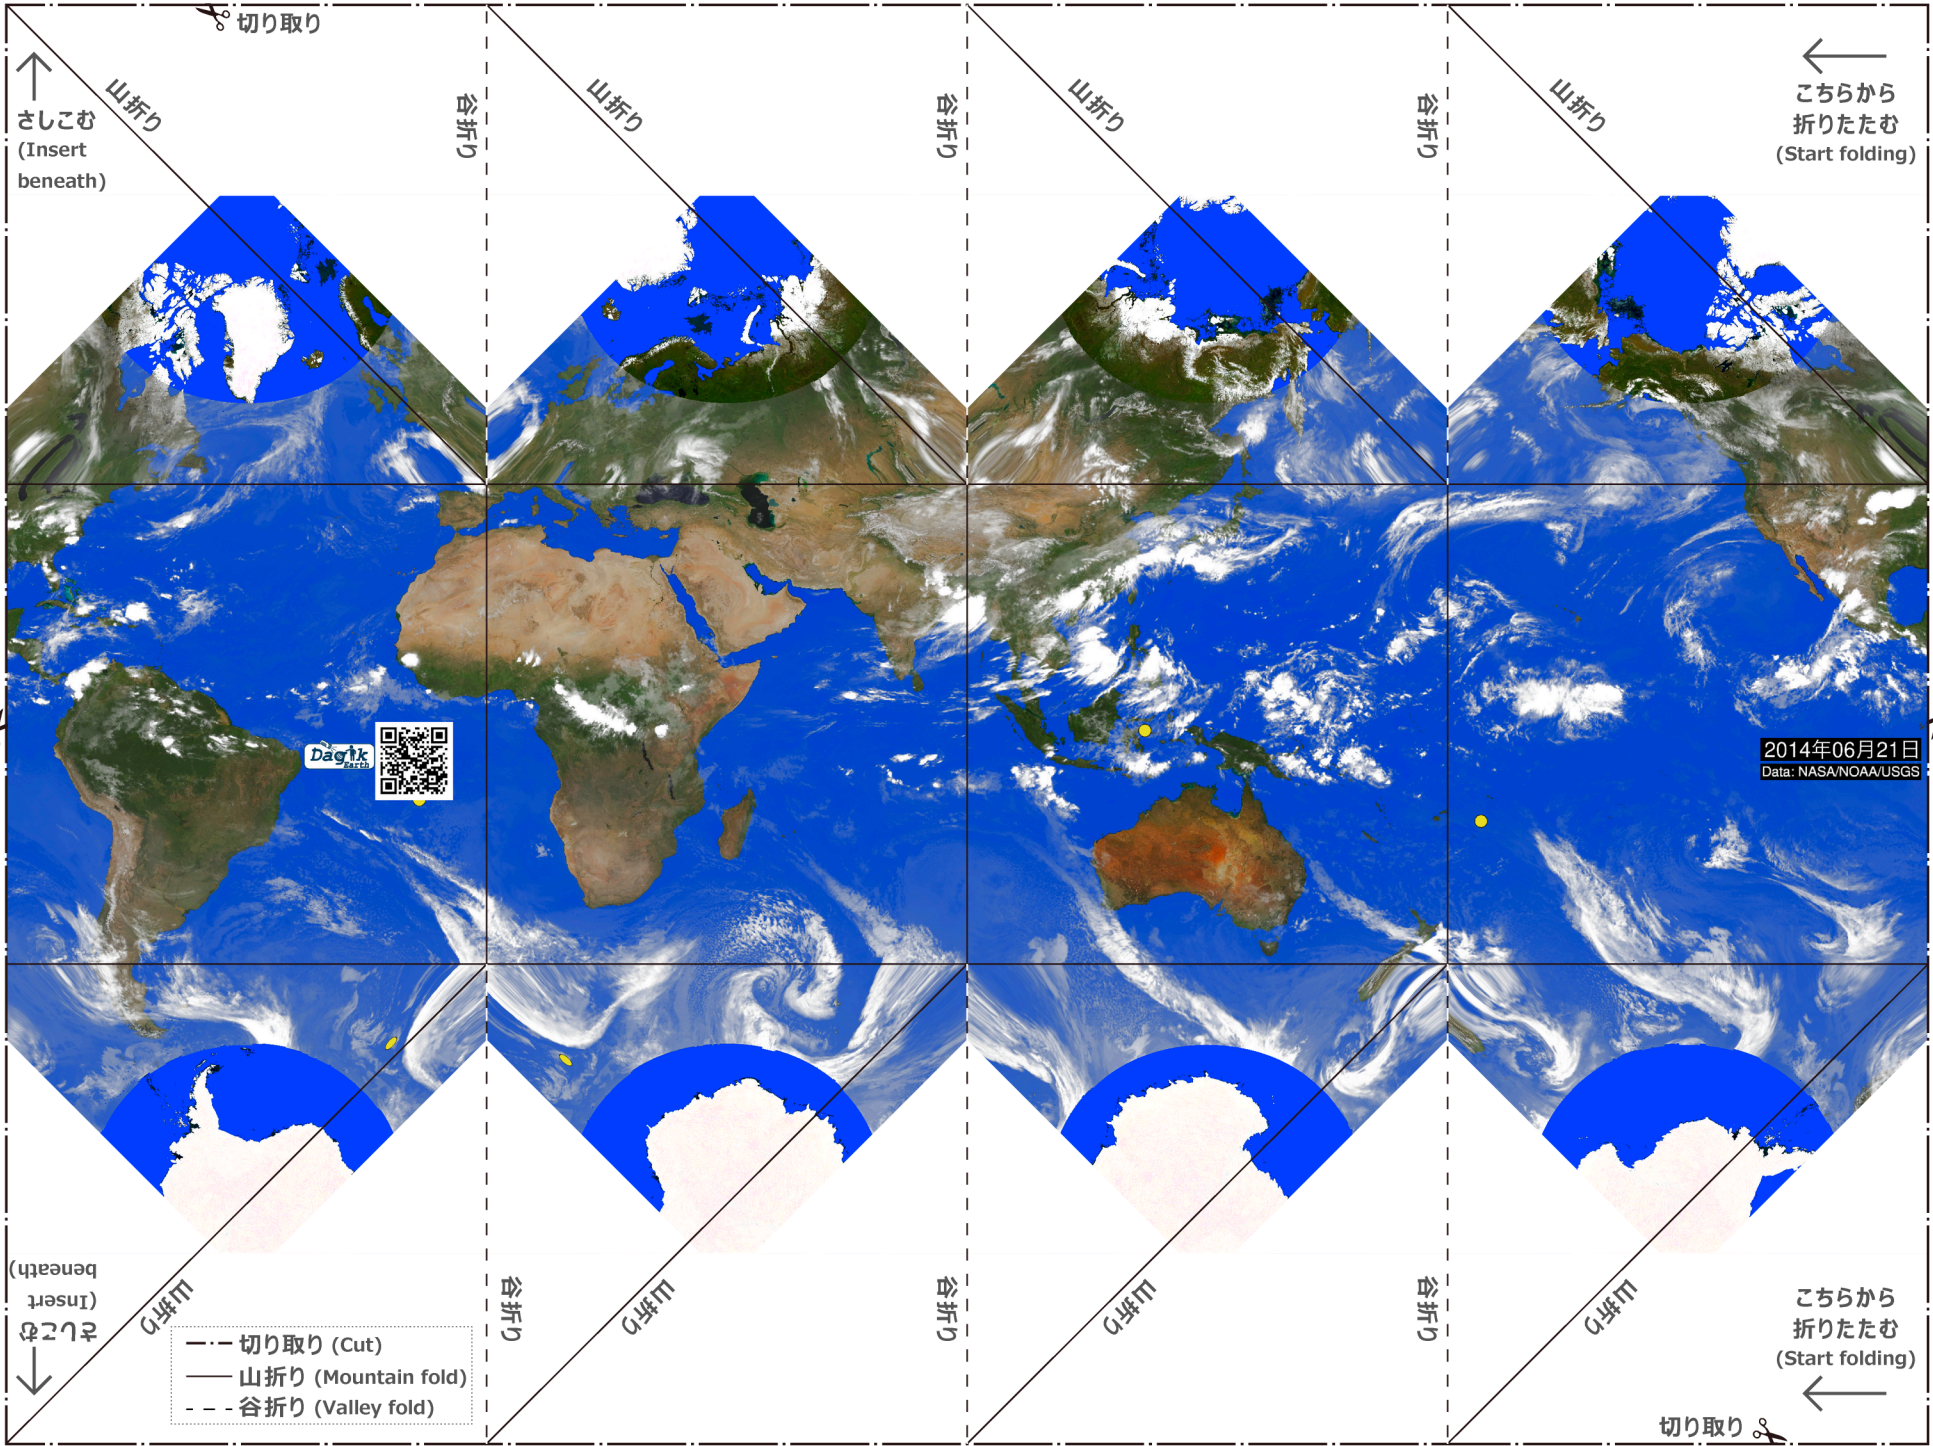 切り取り
山折り
谷折り
山折り
谷折り
山折り
谷折り
山折り
こちらから
折りたたむ
(Start folding)
さしこむ
(Insert
beneath)
Dagik
Earth
2014年06月21日
Data: NASA/NOAA/USGS
さしこむ
(Insert
beneath)
山折り
谷折り
山折り
谷折り
山折り
谷折り
山折り
こちらから
折りたたむ
(Start folding)
切り取り (Cut)
山折り (Mountain fold)
谷折り (Valley fold)
切り取り